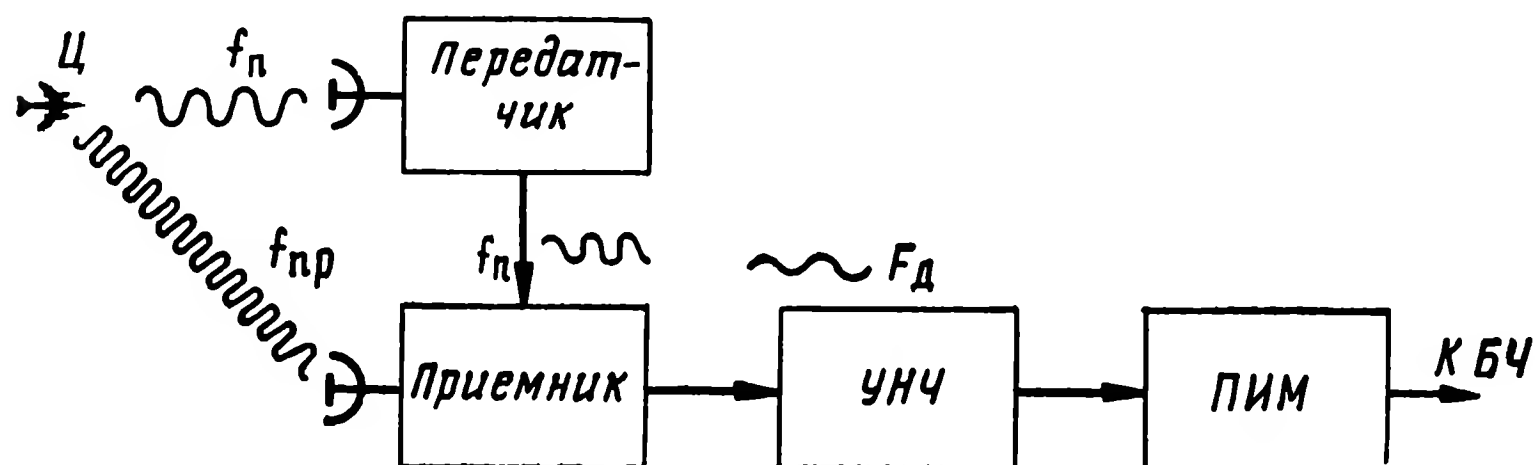 Ц
fп
Передат-
чик
fпр
fп
Fд
Приемник
УНЧ
ПИМ
К БЧ